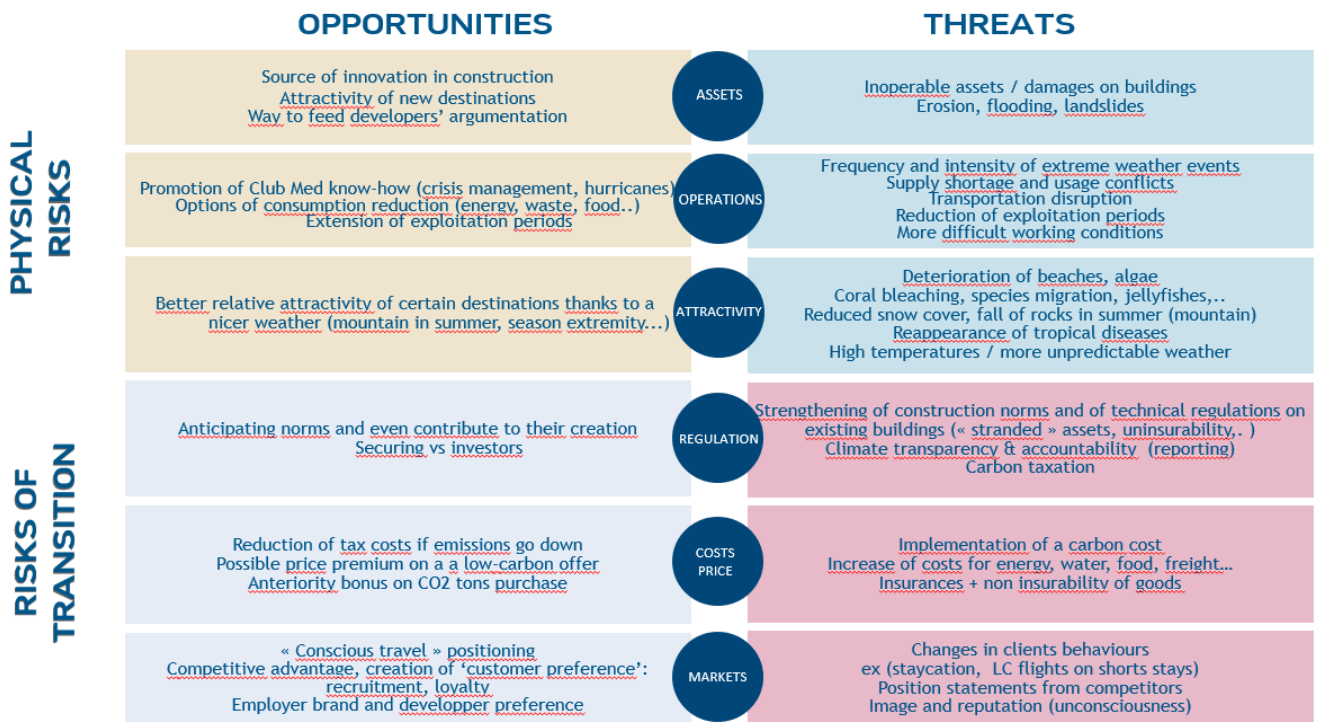 OPPORTUNITIES
THREATS
PHYSICAL
RISKS
Source of innovation in construction
Attractivity of new destinations
Way to feed developers’ argumentation
ASSETS
Inoperable assets / damages on buildings
Erosion, flooding, landslides
Promotion of Club Med know-how (crisis management, hurricanes)
Options of consumption reduction (energy, waste, food..)
Extension of exploitation periods
OPERATIONS
Frequency and intensity of extreme weather events
Supply shortage and usage conflicts
Transportation disruption
Reduction of exploitation periods
More difficult working conditions
Better relative attractivity of certain destinations thanks to a
nicer weather (mountain in summer, season extremity...)
ATTRACTIVITY
Deterioration of beaches, algae
Coral bleaching, species migration, jellyfishes,..
Reduced snow cover, fall of rocks in summer (mountain)
Reappearance of tropical diseases
High temperatures / more unpredictable weather
RISKS OF
TRANSITION
Anticipating norms and even contribute to their creation
Securing vs investors
REGULATION
Strengthening of construction norms and of technical regulations on
existing buildings (« stranded » assets, uninsurability,. )
Climate transparency & accountability (reporting)
Carbon taxation
Reduction of tax costs if emissions go down
Possible price premium on a a low-carbon offer
Anteriority bonus on CO2 tons purchase
COSTS
PRICE
Implementation of a carbon cost
Increase of costs for energy, water, food, freight…
Insurances + non insurability of goods
« Conscious travel » positioning
Competitive advantage, creation of ‘customer preference’:
recruitment, loyalty
Employer brand and developper preference
MARKETS
Changes in clients behaviours
ex (staycation, LC flights on shorts stays)
Position statements from competitors
Image and reputation (unconsciousness)